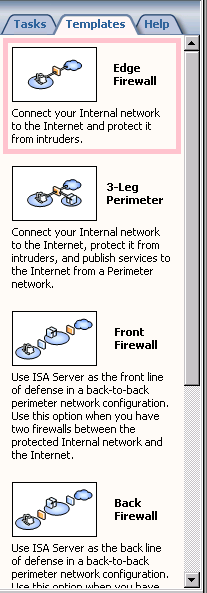 Tasks Templates Help
Edge
Firewall
Connect your Internal network
to the Internet and protect it
from intruders.
3-Leg
Perimeter
Connect your Internal network
to the Internet, protect it from
intruders, and publish services to
the Internet from a Perimeter
network.
Front
Firewall
Use ISA Server as the front line
of defense in a back-to-back
perimeter network configuration.
Use this option when you have
two firewalls between the
protected Internal network and
the Internet.
Back
Firewall
Use ISA Server as the back line
of defense in a back-to-back
perimeter network configuration.
Use this option when you have